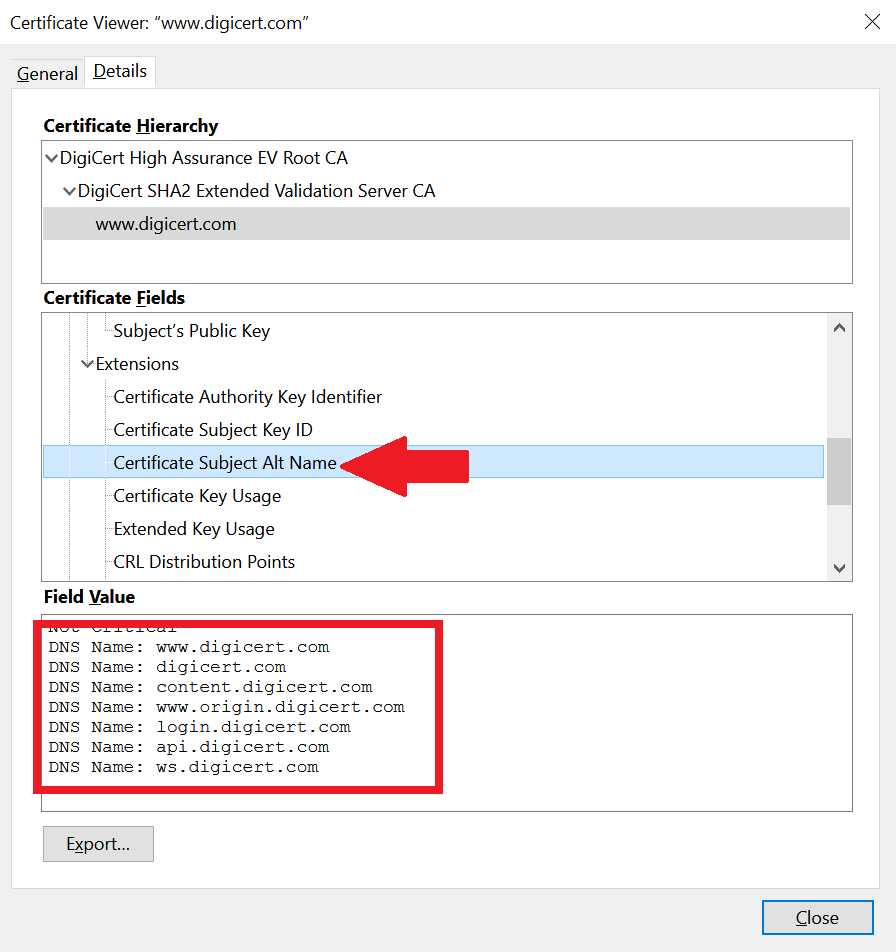 Certificate Viewer: “www.digicert.com”
General
Details
Certificate Hierarchy
DigiCert High Assurance EV Root CA
DigiCert SHA2 Extended Validation Server CA
www.digicert.com
Certificate Fields
Subject’s Public Key
Extensions
Certificate Authority Key Identifier
Certificate Subject Key ID
Certificate Subject Alt Name
Certificate Key Usage
Extended Key Usage
CRL Distribution Points
Field Value
Not Critical
DNS Name: www.digicert.com
DNS Name: digicert.com
DNS Name: content.digicert.com
DNS Name: www.origin.digicert.com
DNS Name: login.digicert.com
DNS Name: api.digicert.com
DNS Name: ws.digicert.com
Export...
Close